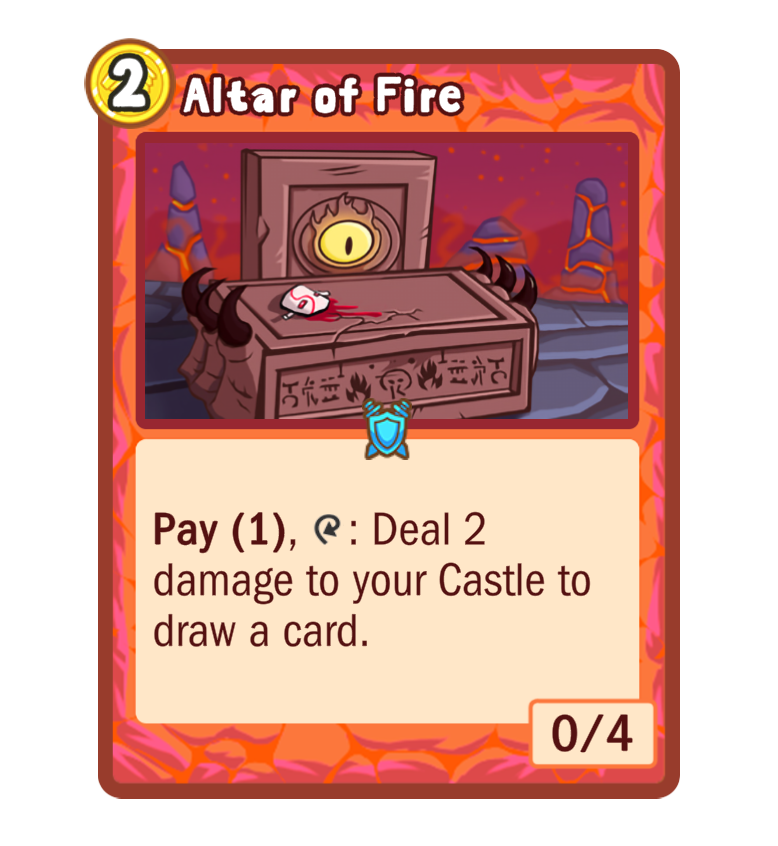 2
Altar of Fire
Pay (1), : Deal 2
damage to your Castle to
draw a card.
0/4